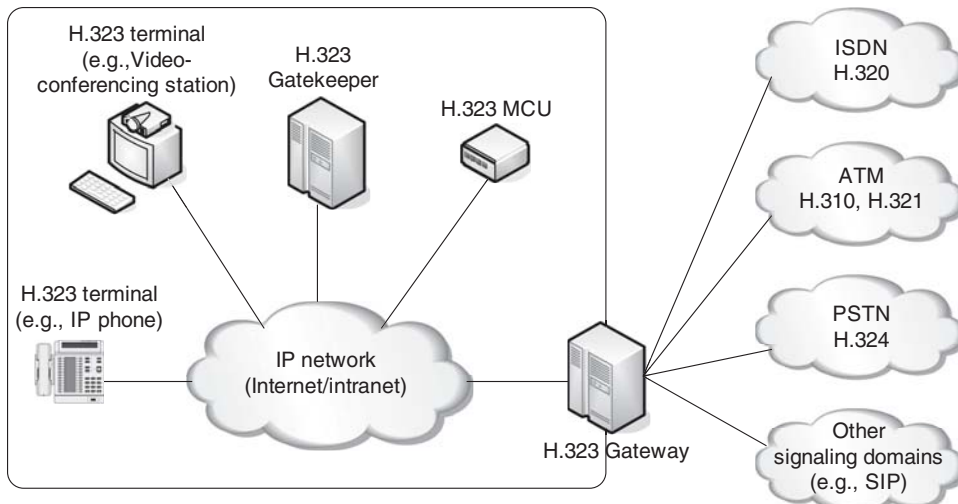 H.323 terminal
(e.g.,Video-
conferencing station)
H.323
Gatekeeper
H.323 MCU
H.323 terminal
(e.g., IP phone)
IP network
(Internet/intranet)
H.323 Gateway
ISDN
H.320
ATM
H.310, H.321
PSTN
H.324
Other
signaling domains
(e.g., SIP)